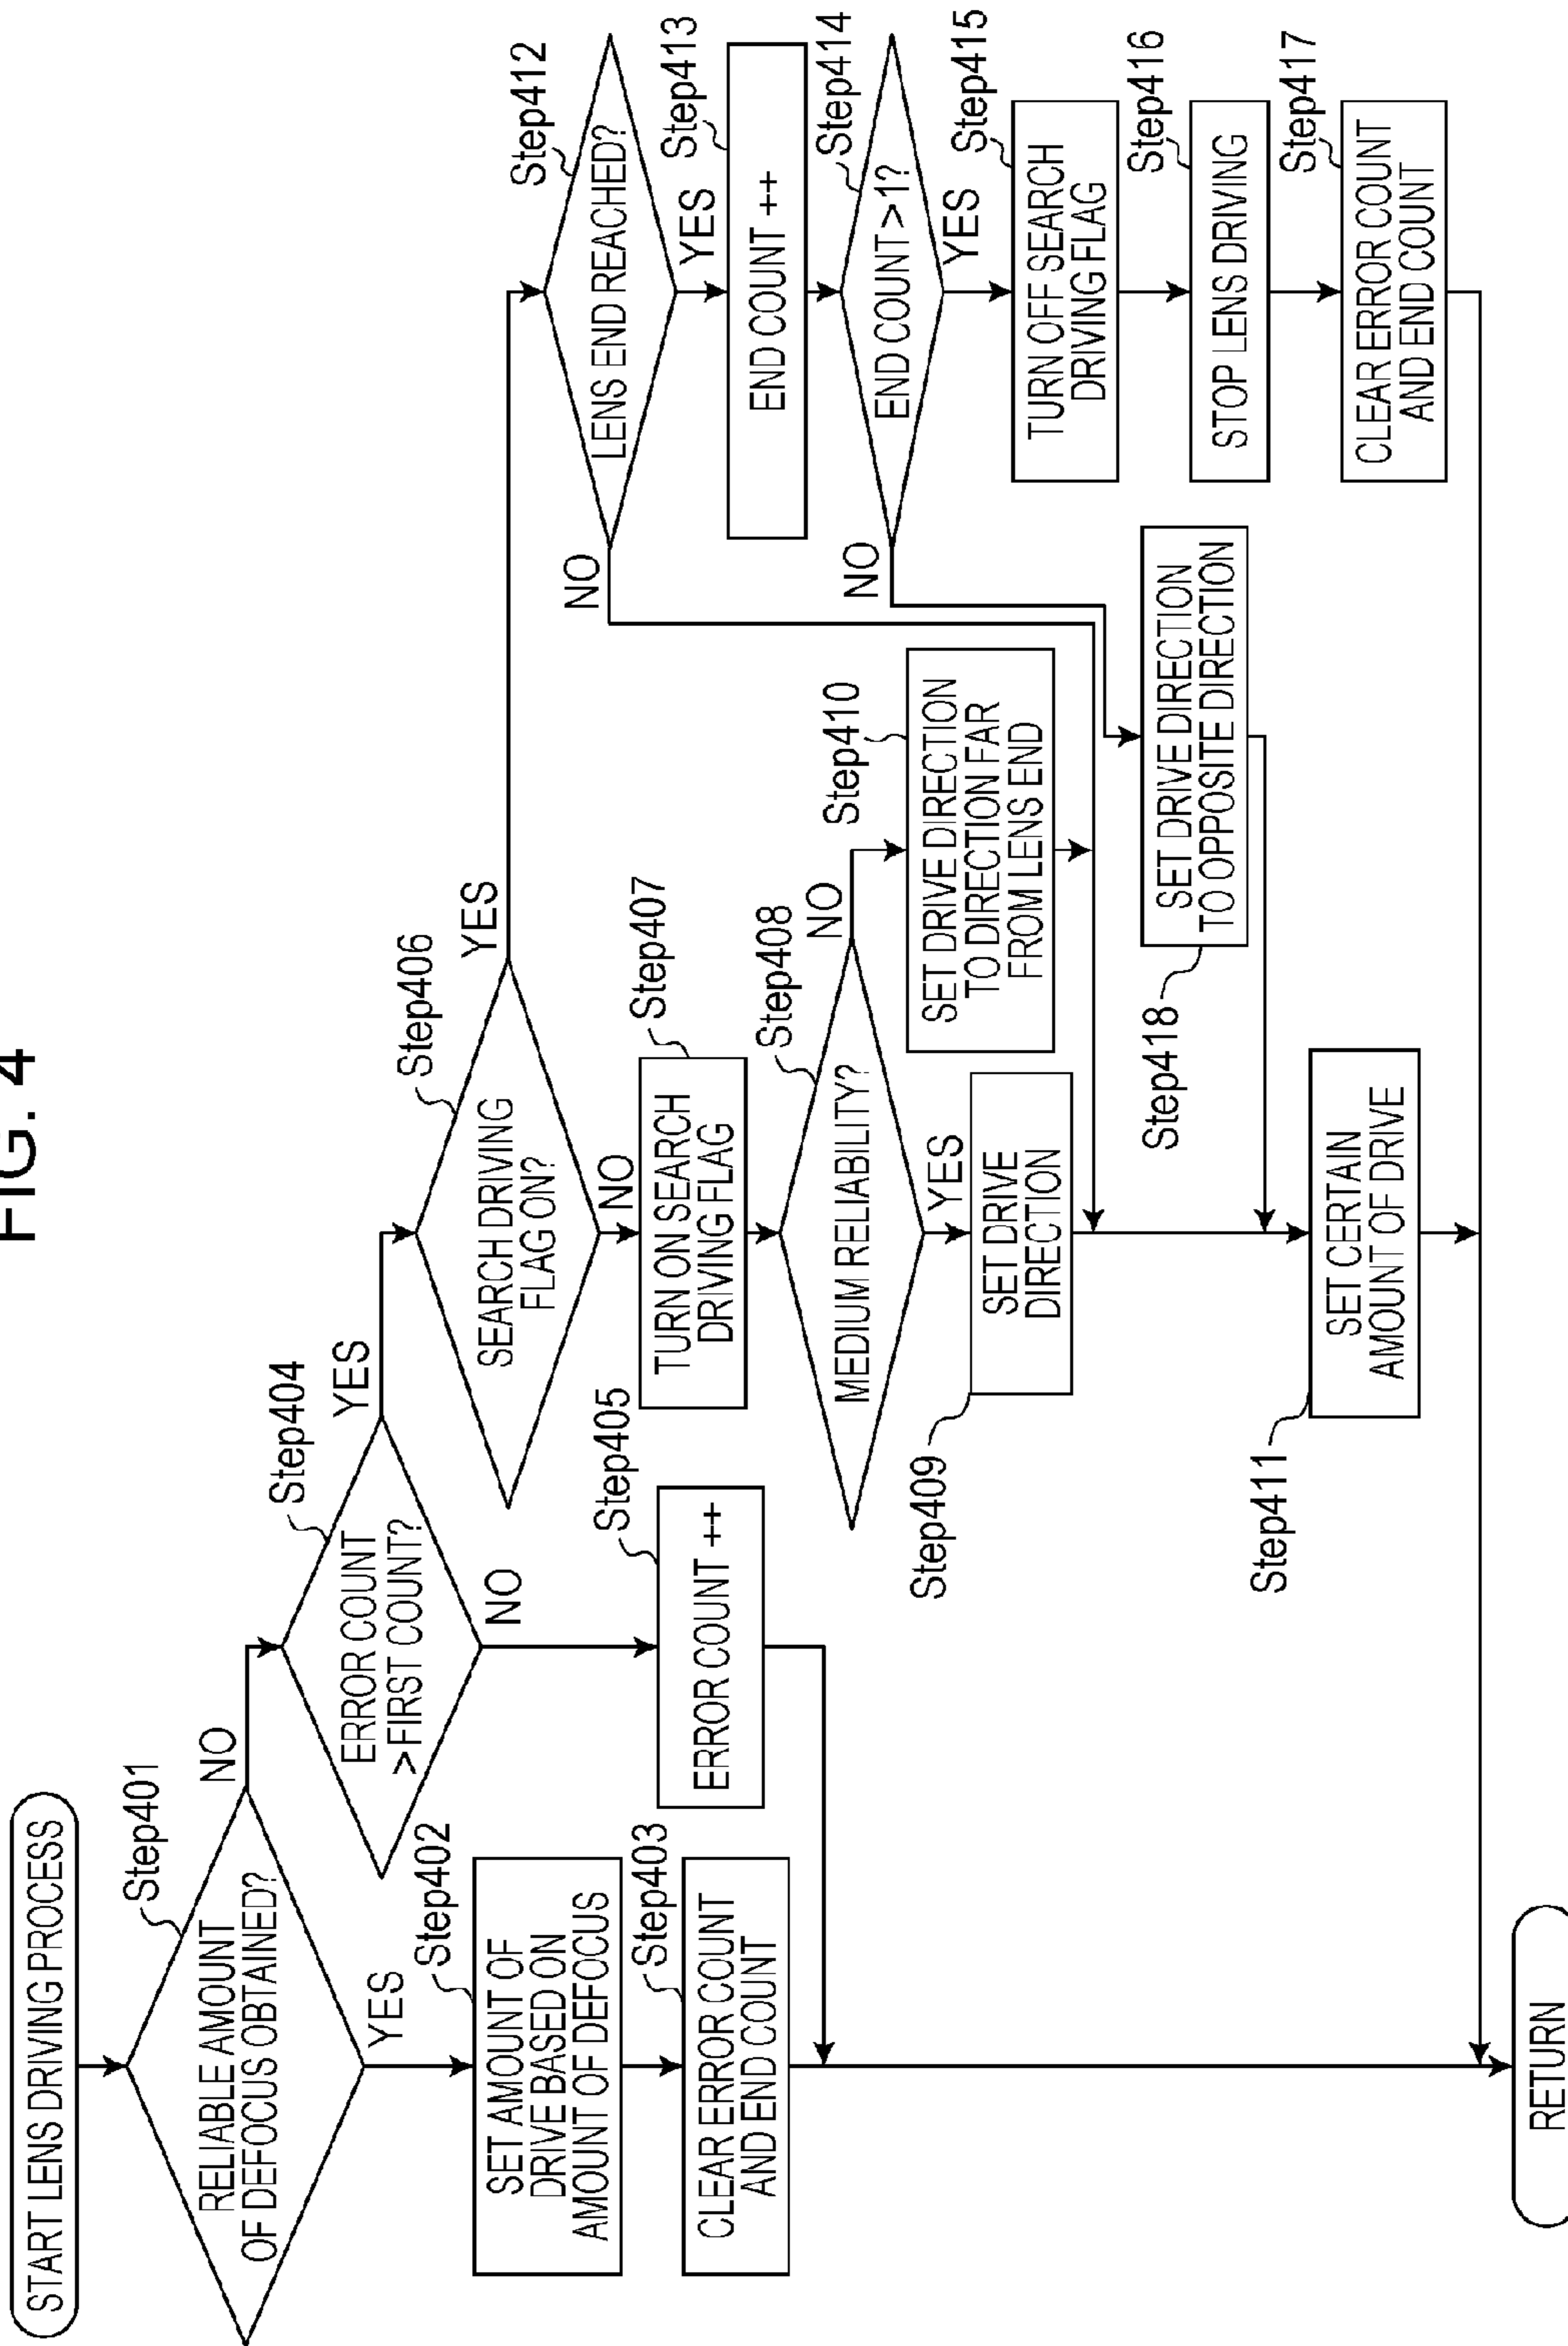 FIG. 4
START LENS DRIVING PROCESS
Step401
RELIABLE AMOUNT
OF DEFOCUS OBTAINED?
NO
YES
Step402
SET AMOUNT OF
DRIVE BASED ON
AMOUNT OF DEFOCUS
Step403
CLEAR ERROR COUNT
AND END COUNT
Step404
ERROR COUNT
>FIRST COUNT?
YES
NO
Step405
ERROR COUNT ++
Step406
SEARCH DRIVING
FLAG ON?
YES
NO
Step407
TURN ON SEARCH
DRIVING FLAG
Step408
MEDIUM RELIABILITY?
NO
YES
Step409
SET DRIVE
DIRECTION
Step410
SET DRIVE DIRECTION
TO DIRECTION FAR
FROM LENS END
Step411
SET CERTAIN
AMOUNT OF DRIVE
Step412
LENS END REACHED?
NO
YES
Step413
END COUNT ++
Step414
END COUNT >1?
NO
YES
Step415
TURN OFF SEARCH
DRIVING FLAG
Step416
STOP LENS DRIVING
Step417
CLEAR ERROR COUNT
AND END COUNT
Step418
SET DRIVE DIRECTION
TO OPPOSITE DIRECTION
RETURN